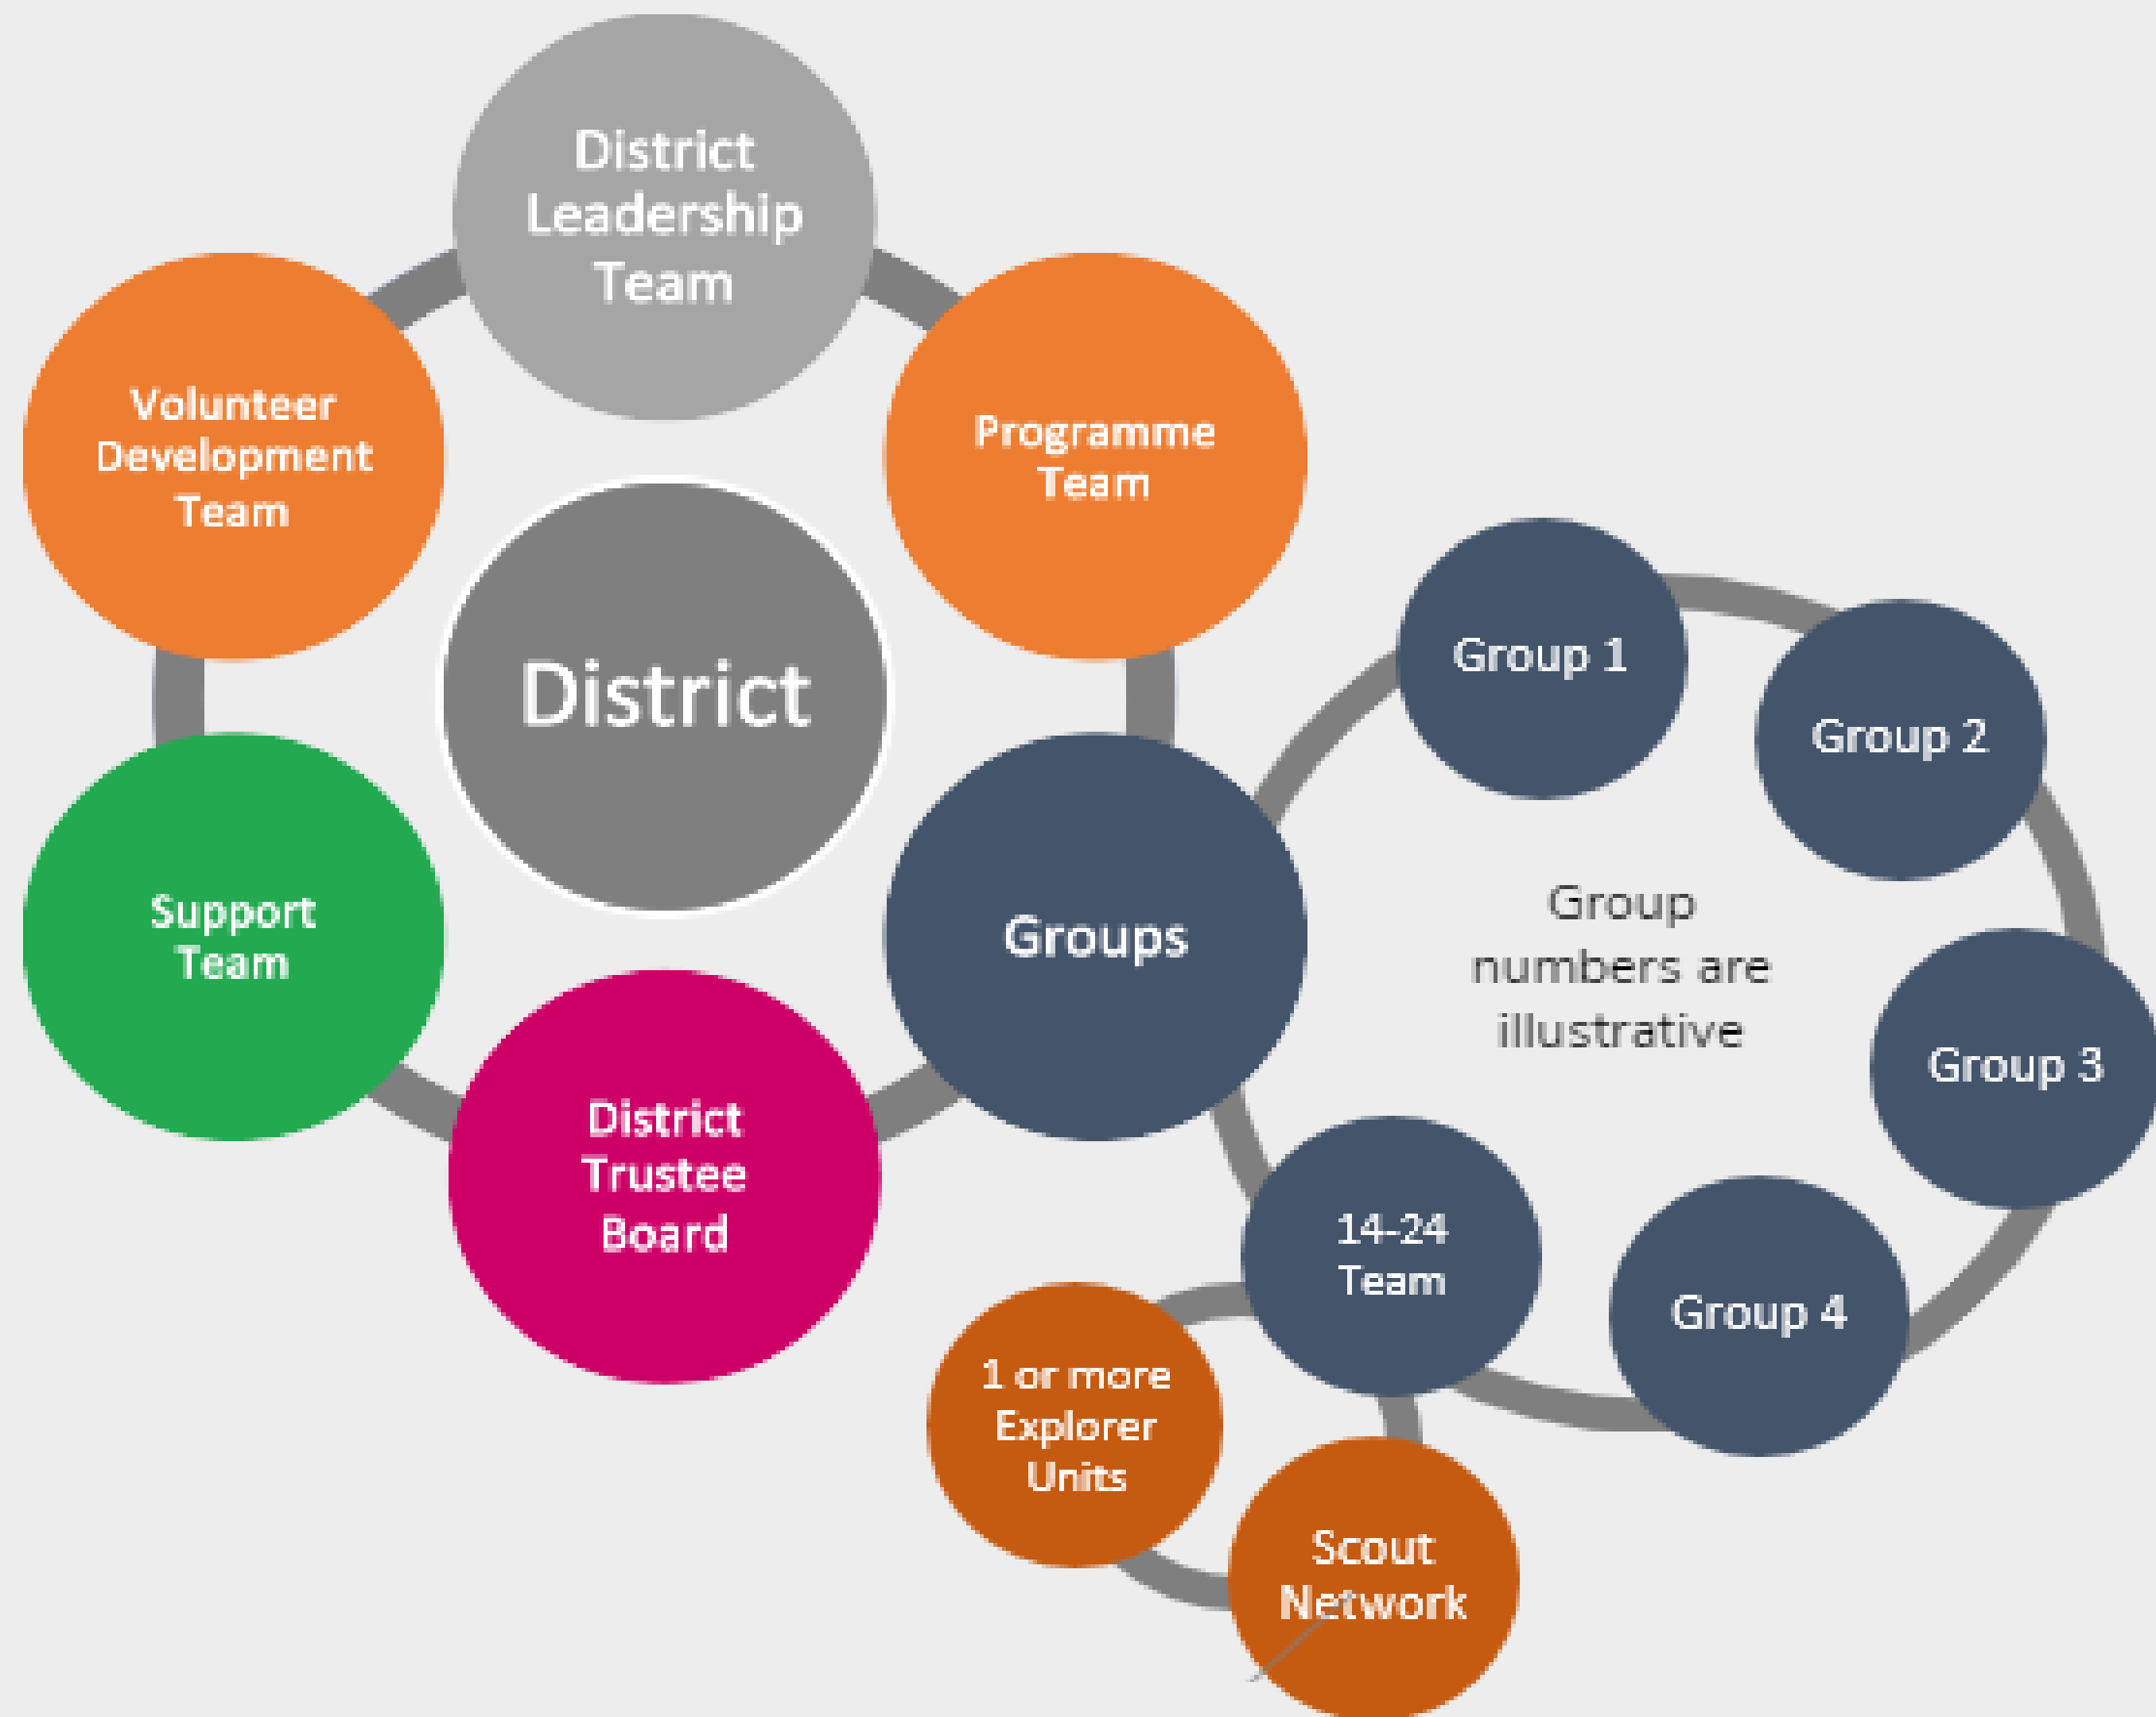 District
Leadership
Team
Volunteer
Development
Team
Programme
Team
District
Support
Team
Groups
District
Trustee
Board
Group 1
Group 2
Group
numbers are
illustrative
Group 3
Group 4
14-24
Team
1 or more
Explorer
Units
Scout
Network